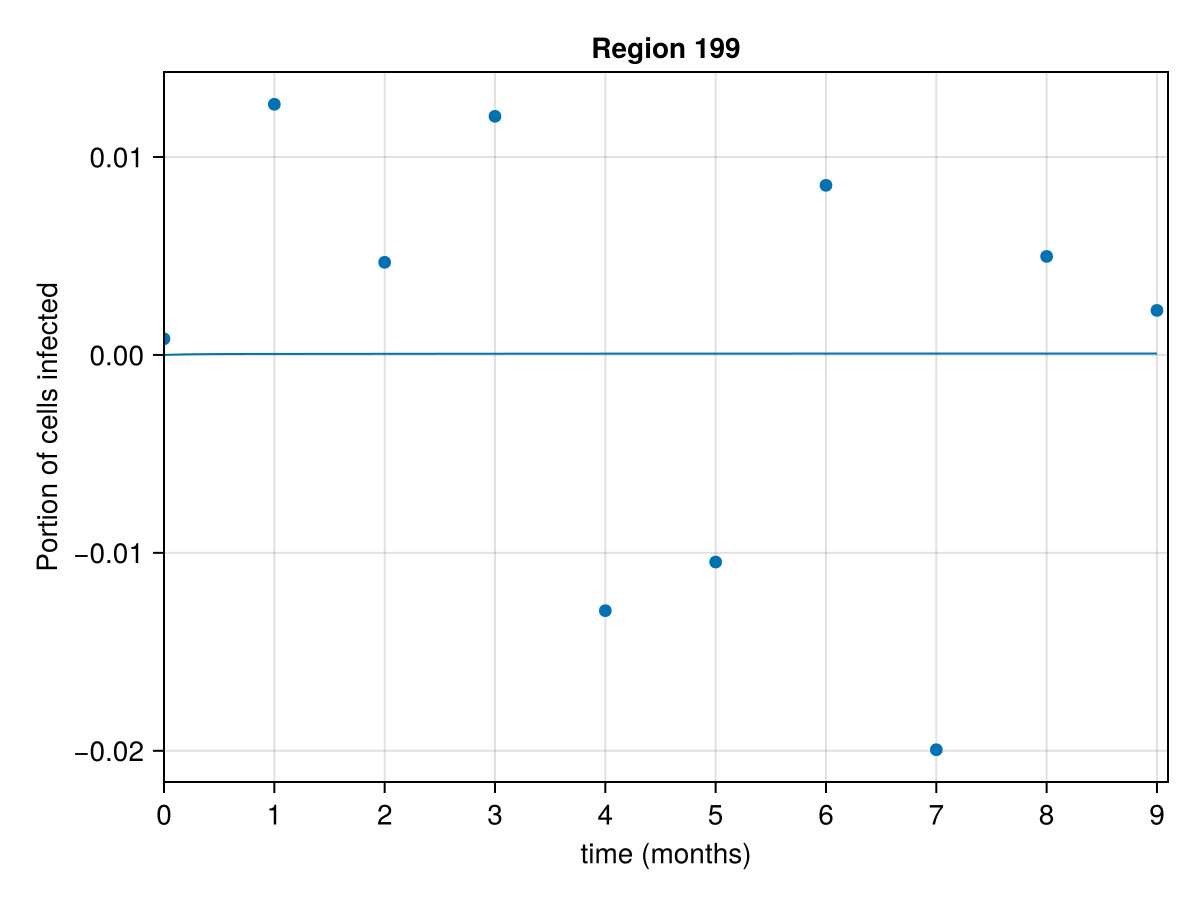 Region 199
Portion of cells infected
0.01
0.00
−0.01
−0.02
0 1 2 3 4 5 6 7 8 9
time (months)